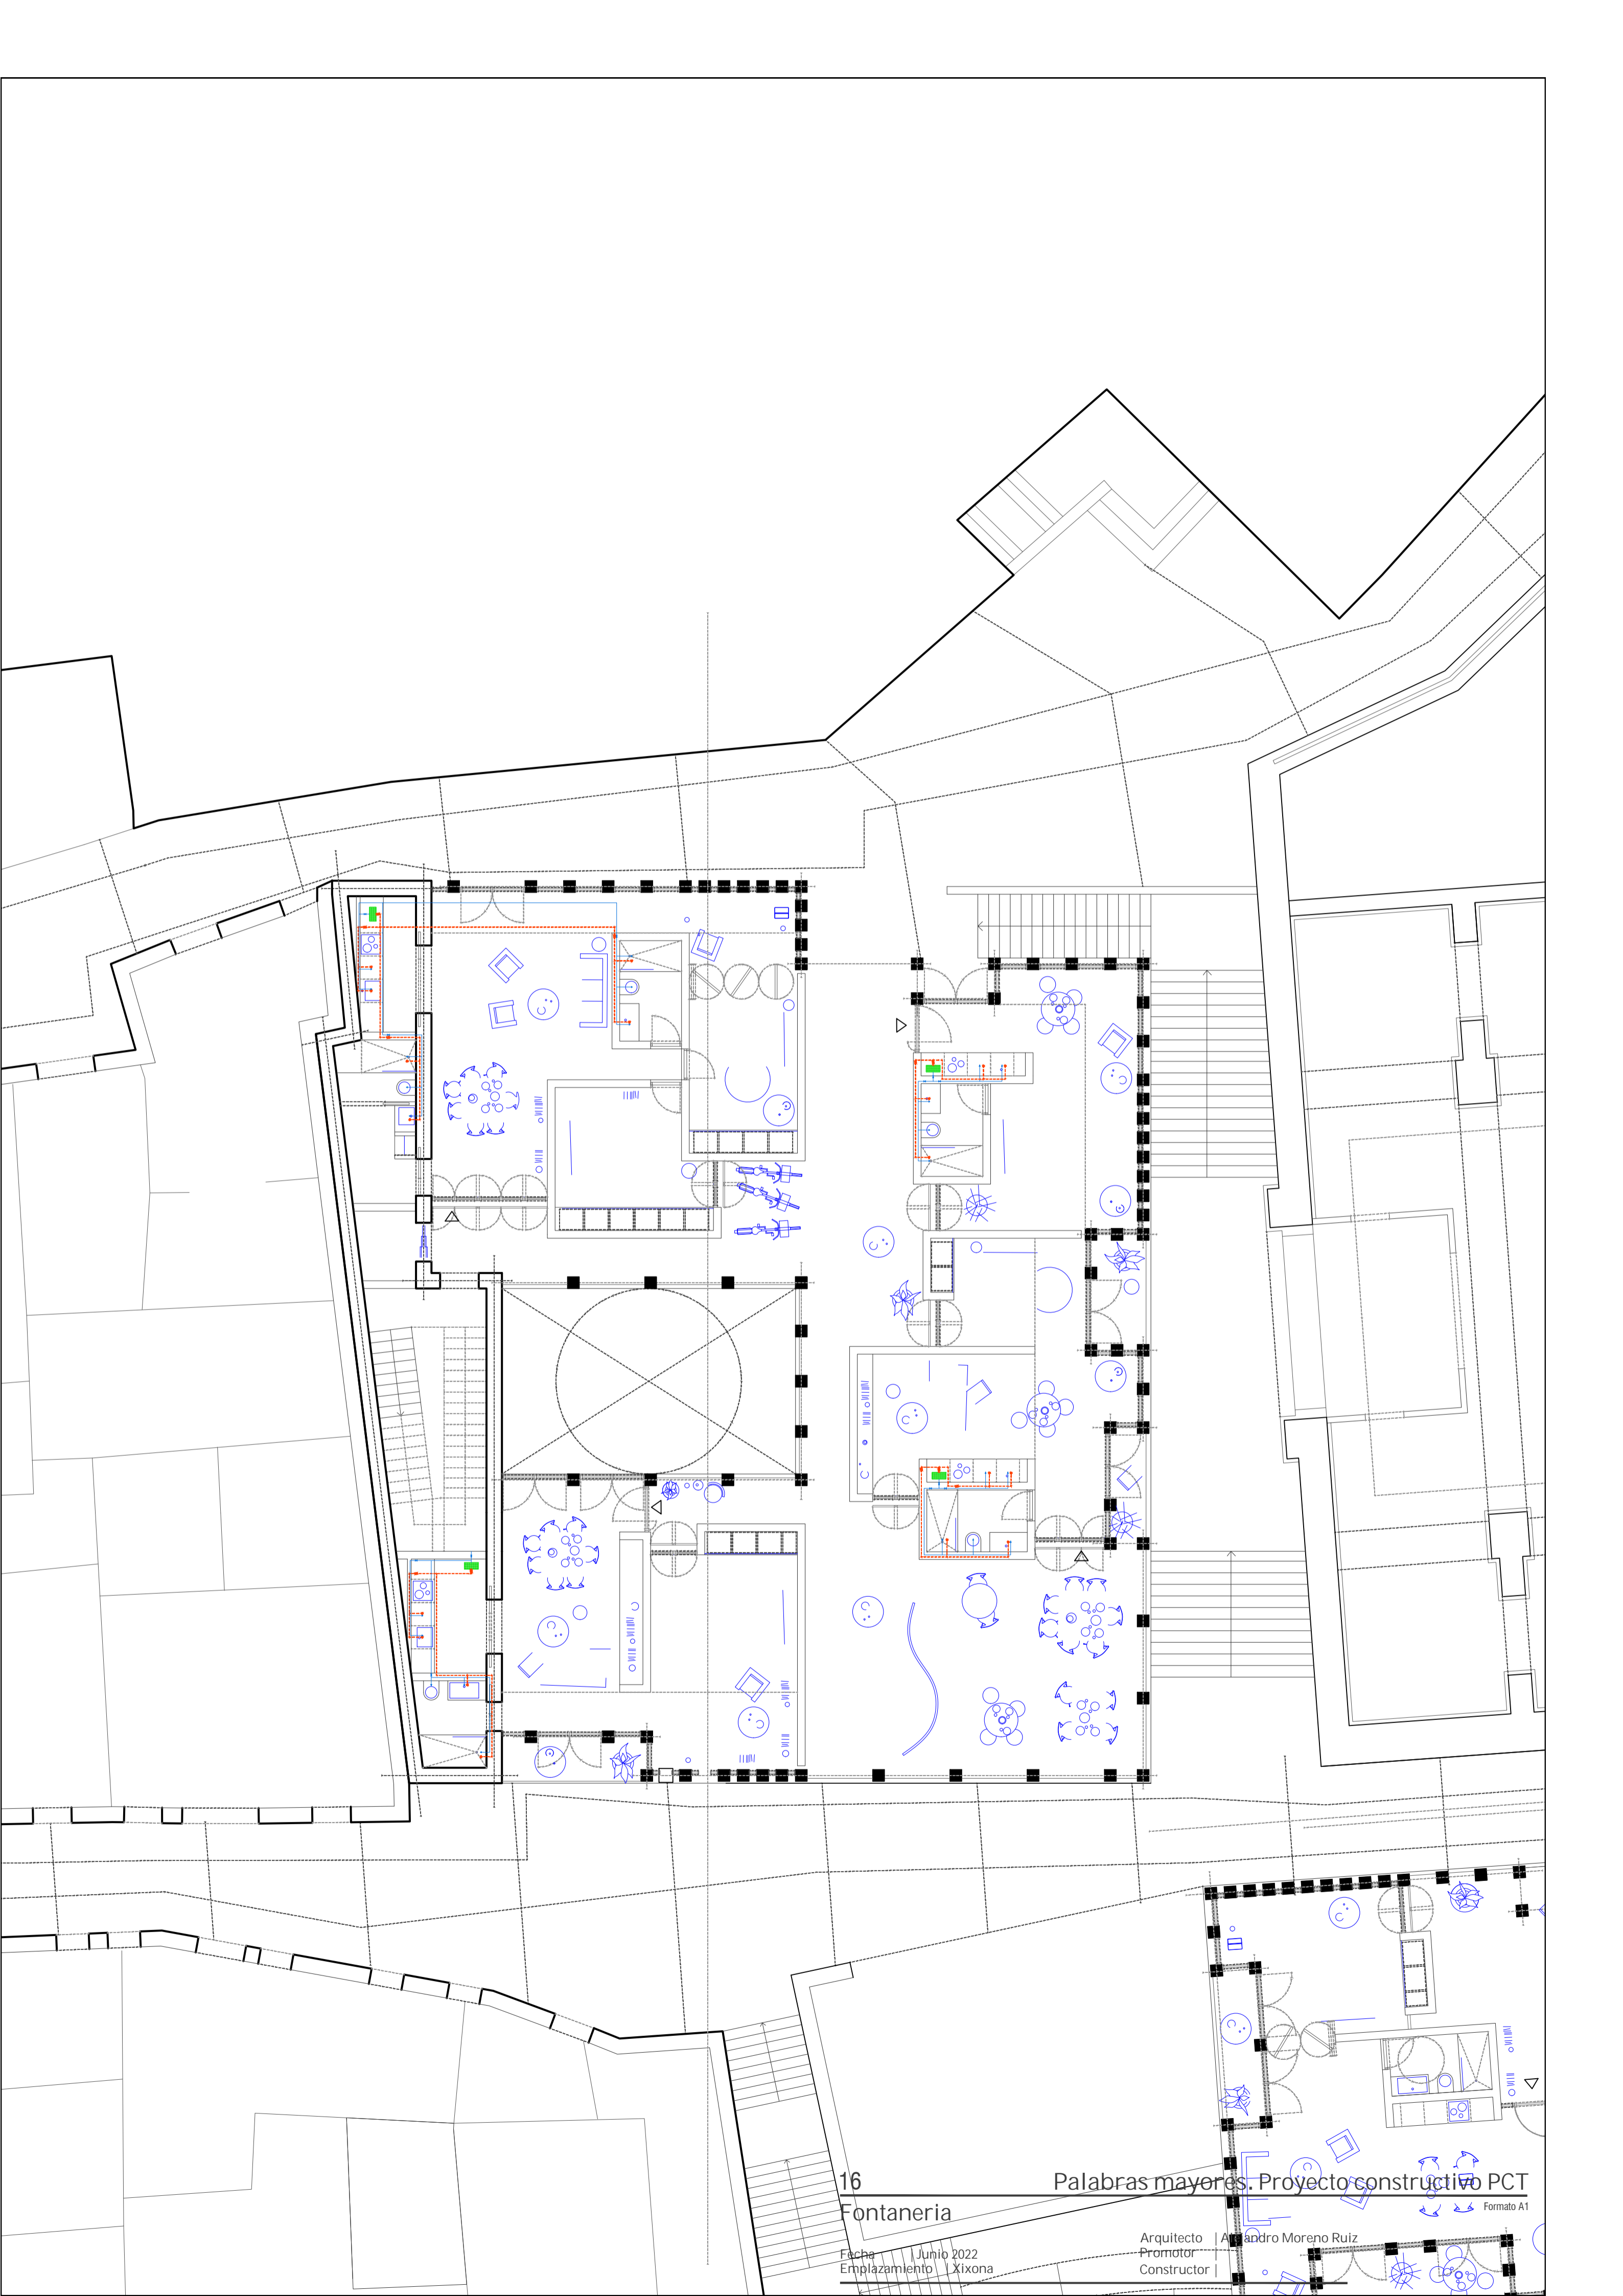 16 Palabras mayores. Proyecto constructivo PCT
Fontaneria Formato A1
Arquitecto | Alejandro Moreno Ruiz
Fecha | Junio 2022 Promotor |
Emplazamiento | Xixona Constructor |